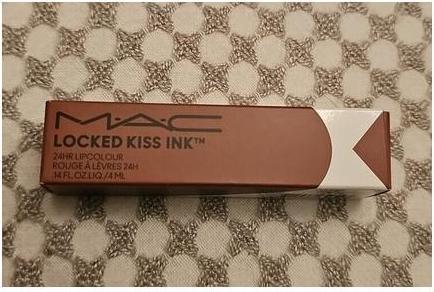 M·A·C
LOCKED KISS INK™
24HR LIPCOLOUR
ROUGE À LÈVRES 24H
.14 FL.OZ.LIQ./4 ML